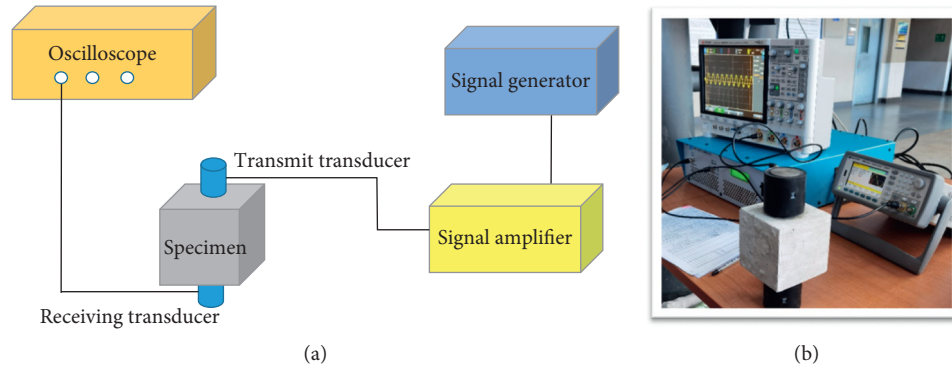 Oscilloscope
Signal generator
Transmit transducer
Specimen
Signal amplifier
Receiving transducer
(a)
(b)